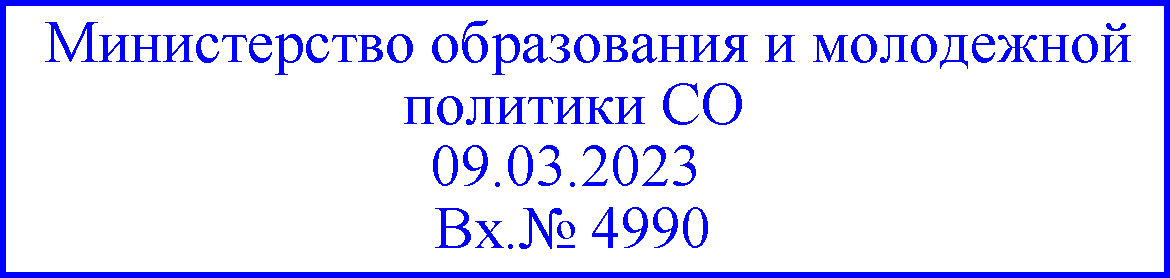 Министерство образования и молодежной
политики СО
09.03.2023
Вх.№ 4990